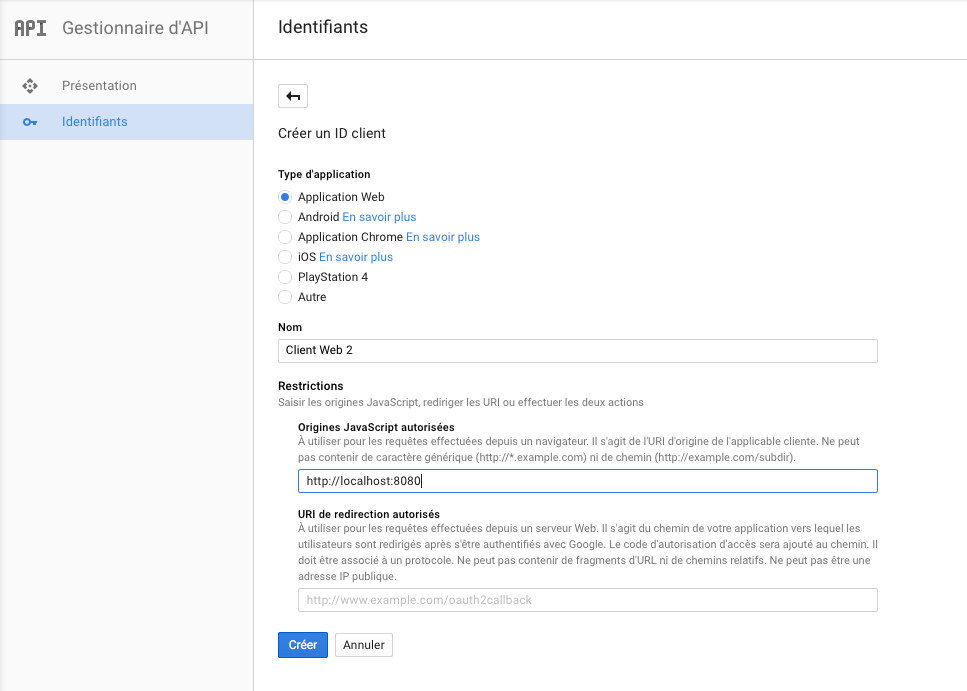 API Gestionnaire d'API
Identifiants
Présentation
Identifiants
Créer un ID client
Type d'application
Application Web
Android En savoir plus
Application Chrome En savoir plus
iOS En savoir plus
PlayStation 4
Autre
Nom
Client Web 2
Restrictions
Saisir les origines JavaScript, rediriger les URI ou effectuer les deux actions
Origines JavaScript autorisées
À utiliser pour les requêtes effectuées depuis un navigateur. Il s'agit de l'URI d'origine de l'applicable cliente. Ne peut
pas contenir de caractère générique (http://*.example.com) ni de chemin (http://example.com/subdir).
http://localhost:8080
URI de redirection autorisés
À utiliser pour les requêtes effectuées depuis un serveur Web. Il s'agit du chemin de votre application vers lequel les
utilisateurs sont redirigés après s'être authentifiés avec Google. Le code d'autorisation d'accès sera ajouté au chemin. Il
doit être associé à un protocole. Ne peut pas contenir de fragments d'URL ni de chemins relatifs. Ne peut pas être une
adresse IP publique.
http://www.example.com/oauth2callback
Créer Annuler